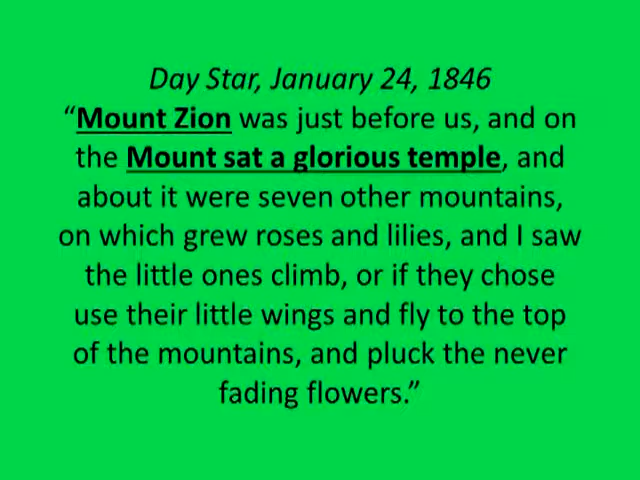 Day Star, January 24, 1846
“Mount Zion was just before us, and on
the Mount sat a glorious temple, and
about it were seven other mountains,
on which grew roses and lilies, and I saw
the little ones climb, or if they chose
use their little wings and fly to the top
of the mountains, and pluck the never
fading flowers.”